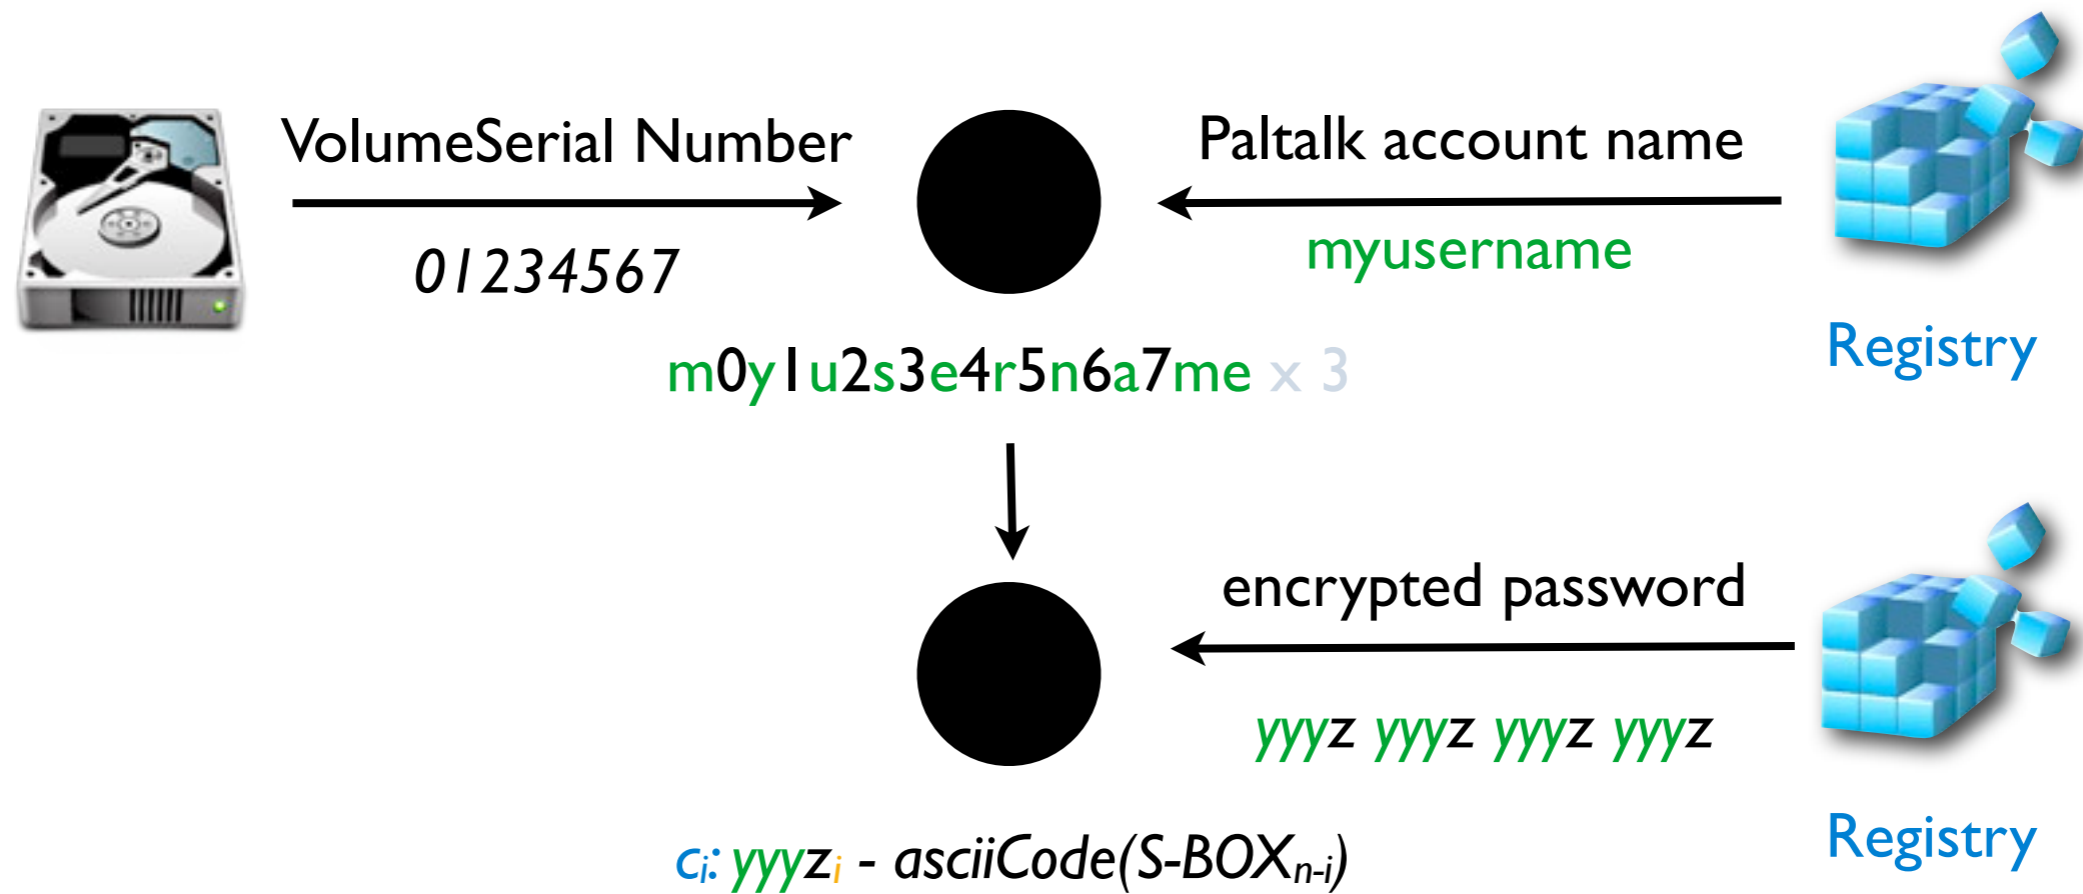 VolumeSerial Number
01234567
Paltalk account name
myusername
Registry
m0y1u2s3e4r5n6a7me x 3
encrypted password
yyyz yyyz yyyz yyyz
Registry
cᵢ: yyyzᵢ - asciiCode(S-BOXₙ₋ᵢ)